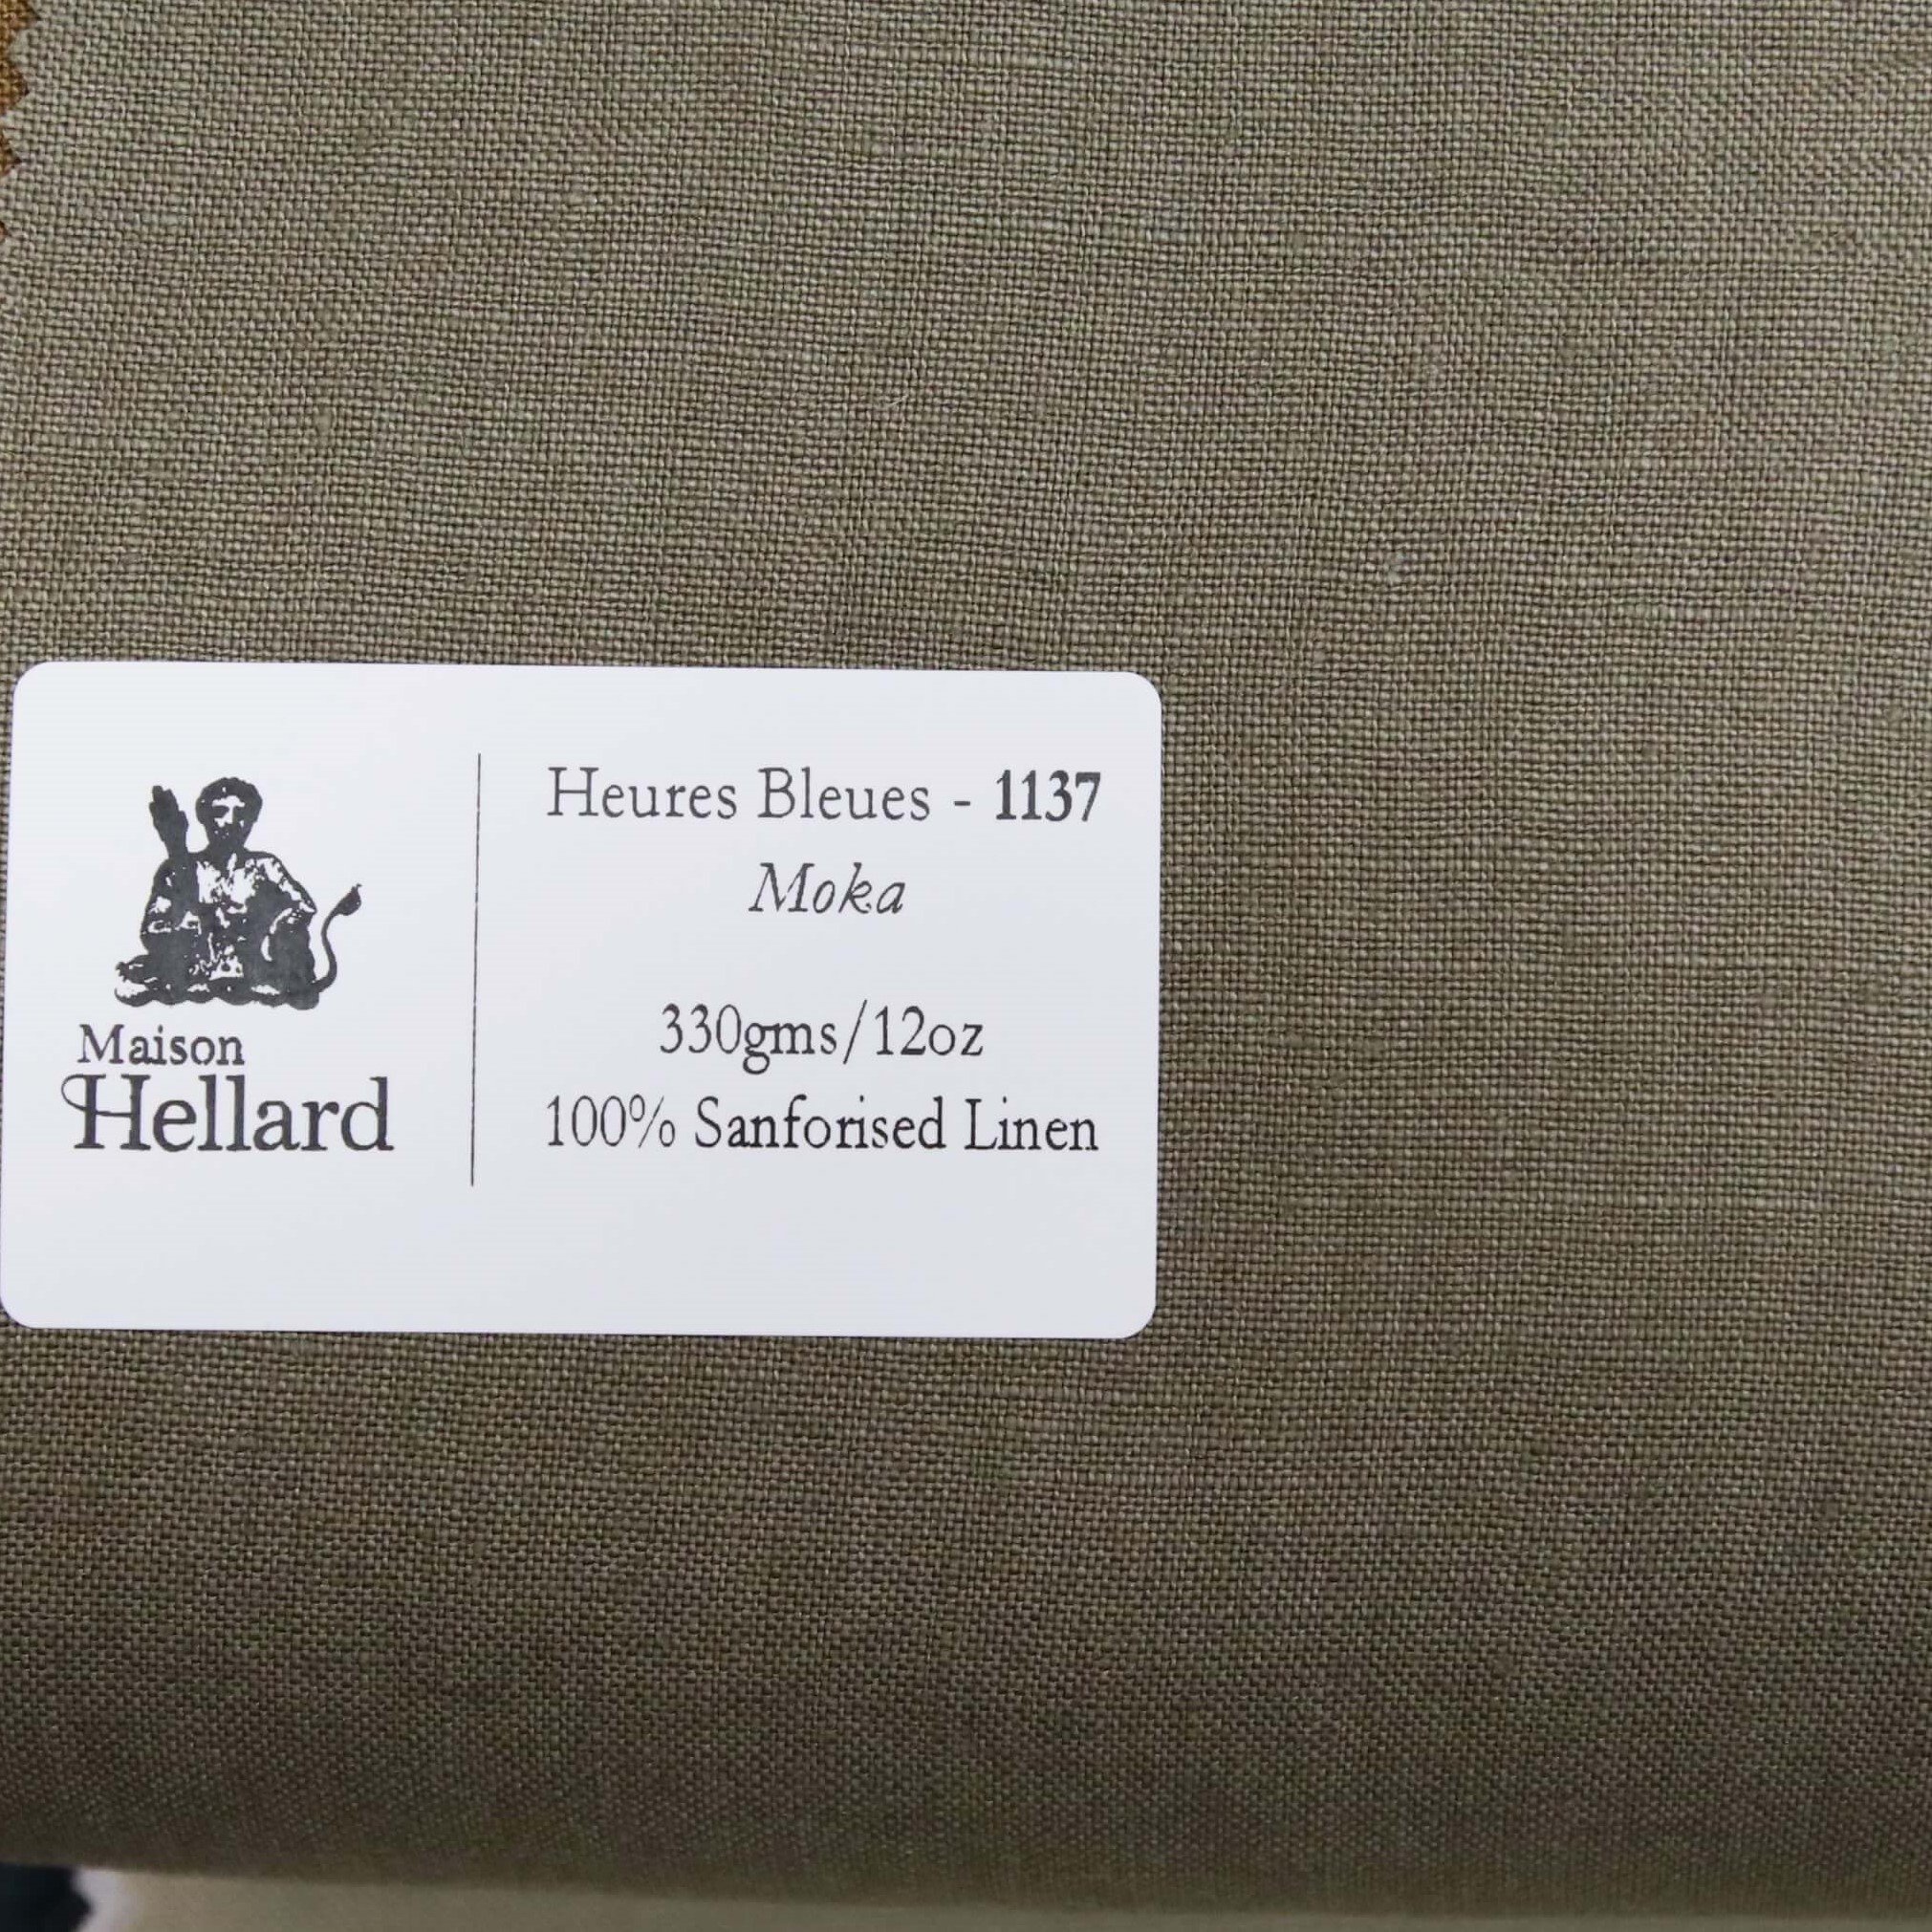 Maison
Hellard
Heures Bleues - 1137
Moka
330gms/12oz
100% Sanforised Linen